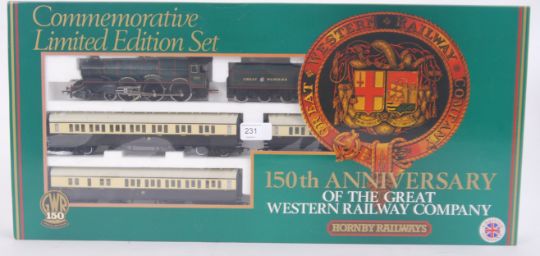 Commemorative
Limited Edition Set
GREAT WESTERN RAILWAY COMPANY
GREAT WESTERN
231
150th ANNIVERSARY
OF THE GREAT
WESTERN RAILWAY COMPANY
HORNBY RAILWAYS
GWR
150